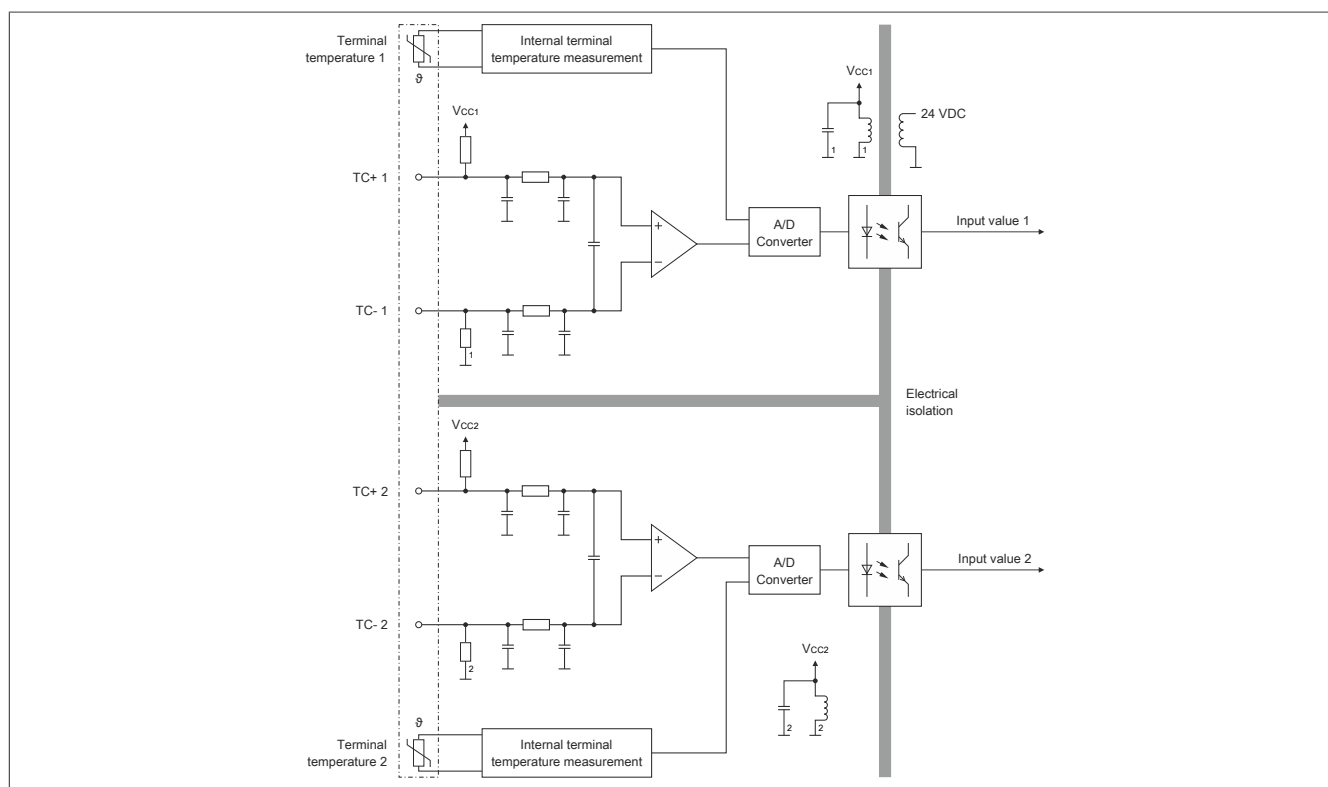 Terminal
temperature 1
ϑ
Internal terminal
temperature measurement
VCC1
1
1
24 VDC
VCC1
TC+ 1
+
−
A/D
Converter
Input value 1
TC- 1
1
Electrical
isolation
VCC2
TC+ 2
+
−
A/D
Converter
Input value 2
TC- 2
2
VCC2
2
2
ϑ
Terminal
temperature 2
Internal terminal
temperature measurement